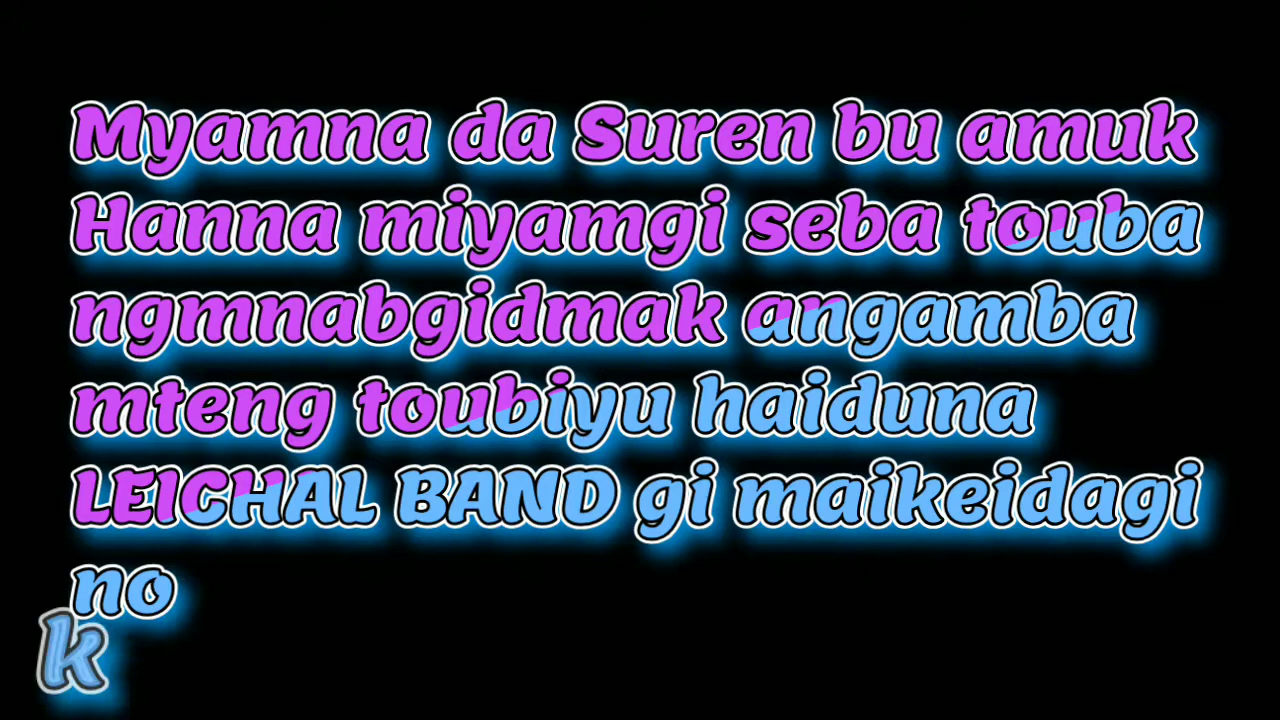 Myamna da Suren bu amuk
Hanna miyamgi seba touba
ngmnabgidmak angamba
mteng toubiyu haiduna
LEICHAL BAND gi maikeidagi
no
k